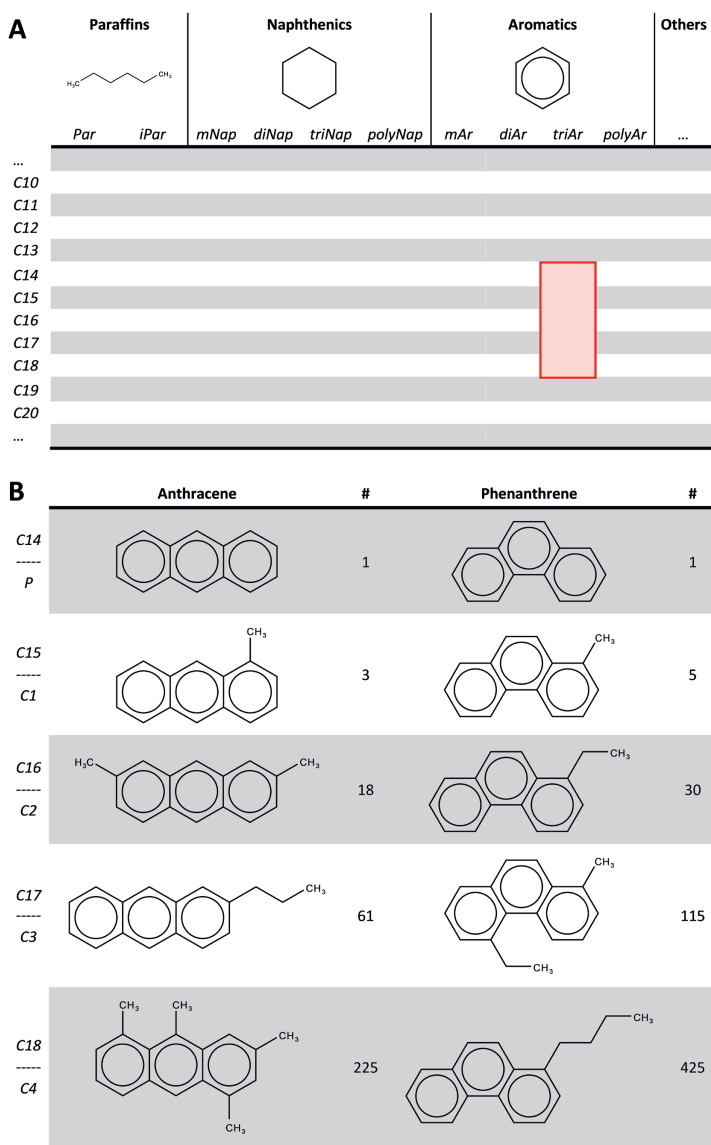 A
Paraffins Naphthenics Aromatics Others
H₃C CH₃
Par iPar mNap diNap triNap polyNap mAr diAr triAr polyAr ...
...
C10
C11
C12
C13
C14
C15
C16
C17
C18
C19
C20
...
B
Anthracene # Phenanthrene #
C14
-----
P
1 1
CH₃
CH₃
C15
-----
C1
3 5
H₃C CH₃
CH₃
C16
-----
C2
18 30
CH₃
CH₃
C17
-----
C3
61 115
CH₃
CH₃ CH₃
CH₃
CH₃
C18
-----
C4
225 425
CH₃